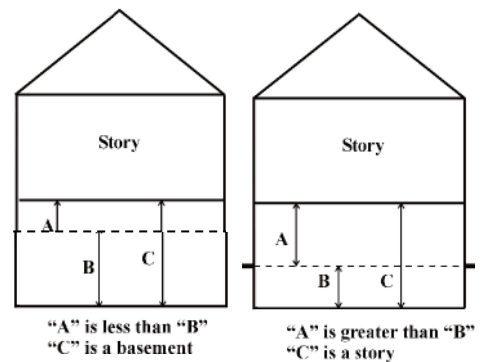 Story
A
B
C
“A” is less than “B”
“C” is a basement
Story
A
B
C
“A” is greater than “B”
“C” is a story